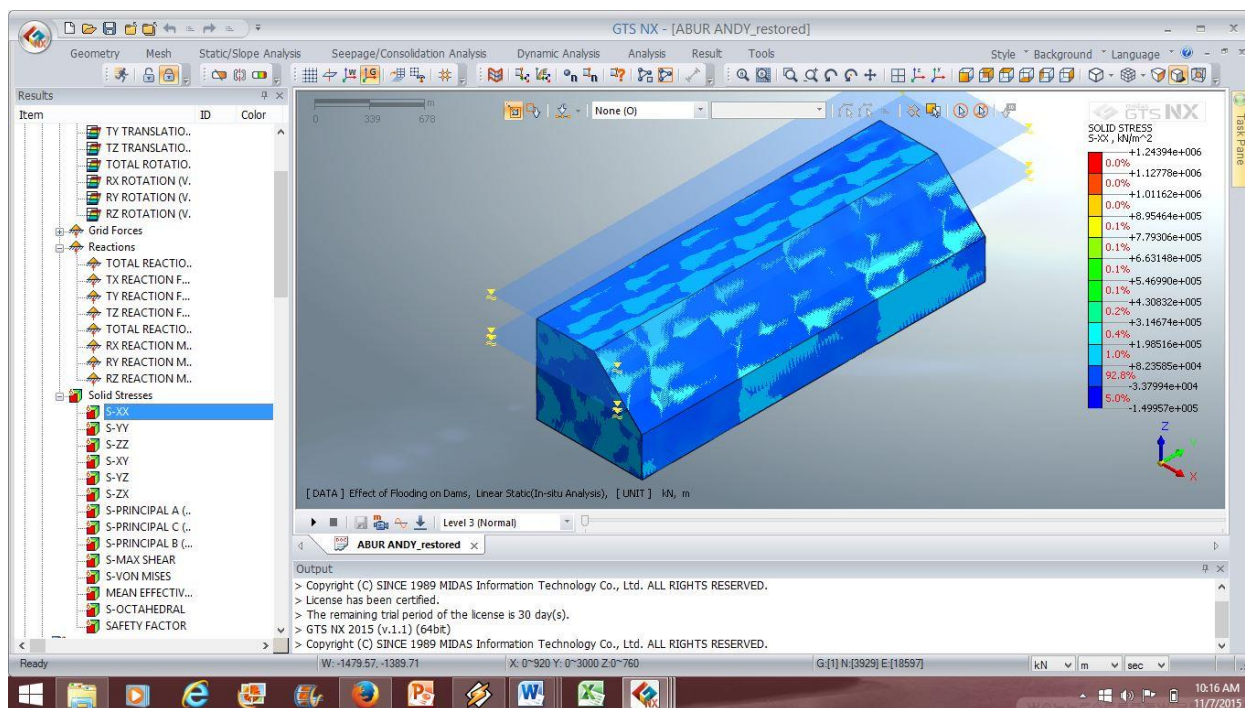 GTS NX - [ABUR ANDY_restored]
Geometry Mesh Static/Slope Analysis Seepage/Consolidation Analysis Dynamic Analysis Analysis Result Tools Style Background Language
Results
Item ID Color
TY TRANSLATIO..
TZ TRANSLATIO..
TOTAL ROTATIO.
RX ROTATION (V.
RY ROTATION (V.
RZ ROTATION (V.
Grid Forces
Reactions
TOTAL REACTIO..
TX REACTION F...
TY REACTION F...
TZ REACTION F...
TOTAL REACTIO..
RX REACTION M...
RY REACTION M...
RZ REACTION M...
Solid Stresses
S-XX
S-YY
S-ZZ
S-XY
S-YZ
S-ZX
S-PRINCIPAL A (..
S-PRINCIPAL C (..
S-PRINCIPAL B (...
S-MAX SHEAR
S-VON MISES
MEAN EFFECTIV...
S-OCTAHEDRAL
SAFETY FACTOR
m
0 339 678
None (O)
GTS NX
SOLID STRESS
S-XX , kN/m^2
+1.24394e+006
0.0%
+1.12778e+006
0.0%
+1.01162e+006
0.0%
+8.95464e+005
0.1%
+7.79306e+005
0.1%
+6.63148e+005
0.1%
+5.46990e+005
0.1%
+4.30832e+005
0.2%
+3.14674e+005
0.4%
+1.98516e+005
1.0%
+8.23585e+004
92.8%
-3.37994e+004
5.0%
-1.49957e+005
Z
Y
X
[ DATA ] Effect of Flooding on Dams, Linear Static(In-situ Analysis), [ UNIT ] kN, m
Task Pane
Level 3 (Normal)
ABUR ANDY_restored
Output
> Copyright (C) SINCE 1989 MIDAS Information Technology Co., Ltd. ALL RIGHTS RESERVED.
> License has been certified.
> The remaining trial period of the license is 30 day(s).
> GTS NX 2015 (v.1.1) (64bit)
> Copyright (C) SINCE 1989 MIDAS Information Technology Co., Ltd. ALL RIGHTS RESERVED.
Ready W: -1479.57, -1389.71 X: 0~920 Y: 0~3000 Z:0~760 G:[1] N:[3929] E:[18597] kN m sec
10:16 AM
11/7/2015